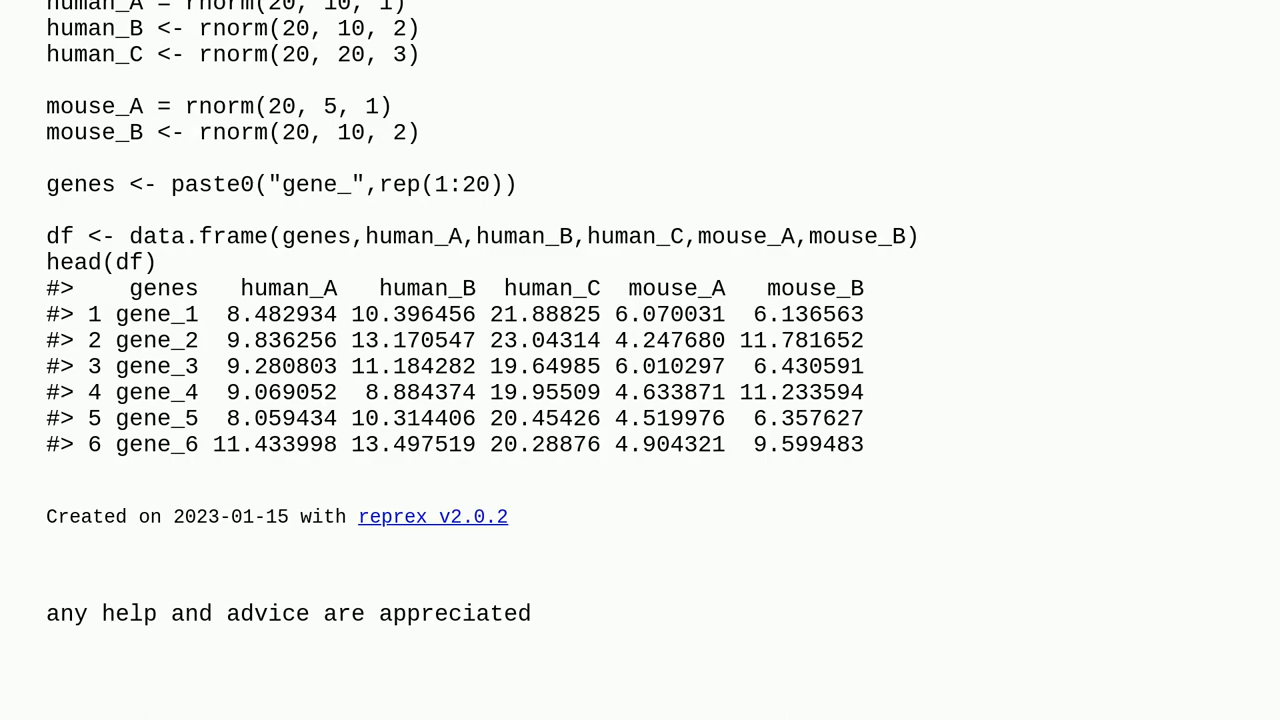 human_A = rnorm(20, 10, 1)
human_B <- rnorm(20, 10, 2)
human_C <- rnorm(20, 20, 3)
mouse_A = rnorm(20, 5, 1)
mouse_B <- rnorm(20, 10, 2)
genes <- paste0("gene_",rep(1:20))
df <- data.frame(genes,human_A,human_B,human_C,mouse_A,mouse_B)
head(df)
#>    genes   human_A   human_B  human_C  mouse_A   mouse_B
#> 1 gene_1  8.482934 10.396456 21.88825 6.070031  6.136563
#> 2 gene_2  9.836256 13.170547 23.04314 4.247680 11.781652
#> 3 gene_3  9.280803 11.184282 19.64985 6.010297  6.430591
#> 4 gene_4  9.069052  8.884374 19.95509 4.633871 11.233594
#> 5 gene_5  8.059434 10.314406 20.45426 4.519976  6.357627
#> 6 gene_6 11.433998 13.497519 20.28876 4.904321  9.599483
Created on 2023-01-15 with reprex v2.0.2
any help and advice are appreciated